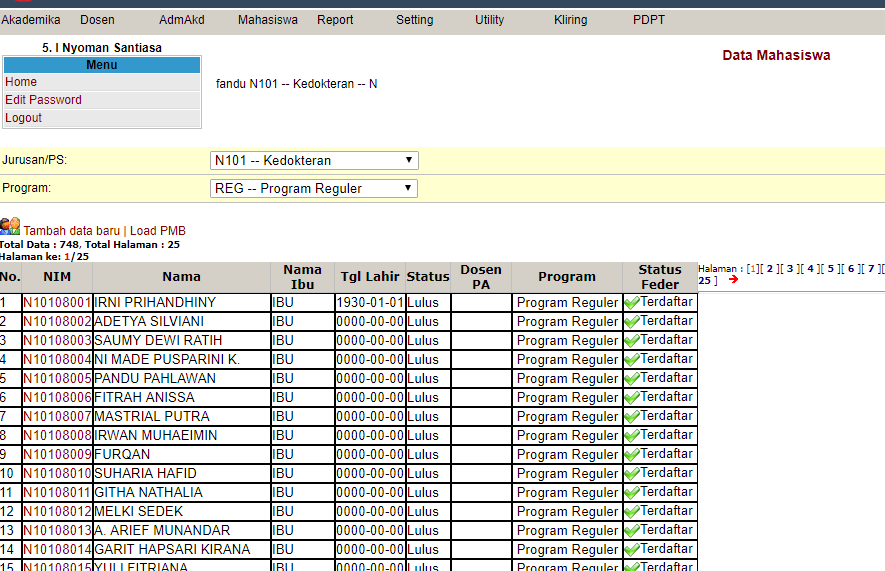 Akademika Dosen AdmAkd Mahasiswa Report Setting Utility Kliring PDPT
5. I Nyoman Santiasa
Menu
Home
Edit Password
Logout
fandu N101 -- Kedokteran -- N
Data Mahasiswa
Jurusan/PS: N101 -- Kedokteran
Program: REG -- Program Reguler
Tambah data baru | Load PMB
Total Data : 748, Total Halaman : 25
Halaman ke: 1/25
No. NIM Nama Nama Ibu Tgl Lahir Status Dosen PA Program Status Feder
1 N10108001 IRNI PRIHANDHINY IBU 1930-01-01 Lulus Program Reguler Terdaftar
2 N10108002 ADETYA SILVIANI IBU 0000-00-00 Lulus Program Reguler Terdaftar
3 N10108003 SAUMY DEWI RATIH IBU 0000-00-00 Lulus Program Reguler Terdaftar
4 N10108004 NI MADE PUSPARINI K. IBU 0000-00-00 Lulus Program Reguler Terdaftar
5 N10108005 PANDU PAHLAWAN IBU 0000-00-00 Lulus Program Reguler Terdaftar
6 N10108006 FITRAH ANISSA IBU 0000-00-00 Lulus Program Reguler Terdaftar
7 N10108007 MASTRIAL PUTRA IBU 0000-00-00 Lulus Program Reguler Terdaftar
8 N10108008 IRWAN MUHAEIMIN IBU 0000-00-00 Lulus Program Reguler Terdaftar
9 N10108009 FURQAN IBU 0000-00-00 Lulus Program Reguler Terdaftar
10 N10108010 SUHARIA HAFID IBU 0000-00-00 Lulus Program Reguler Terdaftar
11 N10108011 GITHA NATHALIA IBU 0000-00-00 Lulus Program Reguler Terdaftar
12 N10108012 MELKI SEDEK IBU 0000-00-00 Lulus Program Reguler Terdaftar
13 N10108013 A. ARIEF MUNANDAR IBU 0000-00-00 Lulus Program Reguler Terdaftar
14 N10108014 GARIT HAPSARI KIRANA IBU 0000-00-00 Lulus Program Reguler Terdaftar
15 N10108015 YULI FITRIANA IBU 0000-00-00 Lulus Program Reguler Terdaftar
Halaman : [1][ 2 ][ 3 ][ 4 ][ 5 ][ 6 ][ 7 ][
25 ]